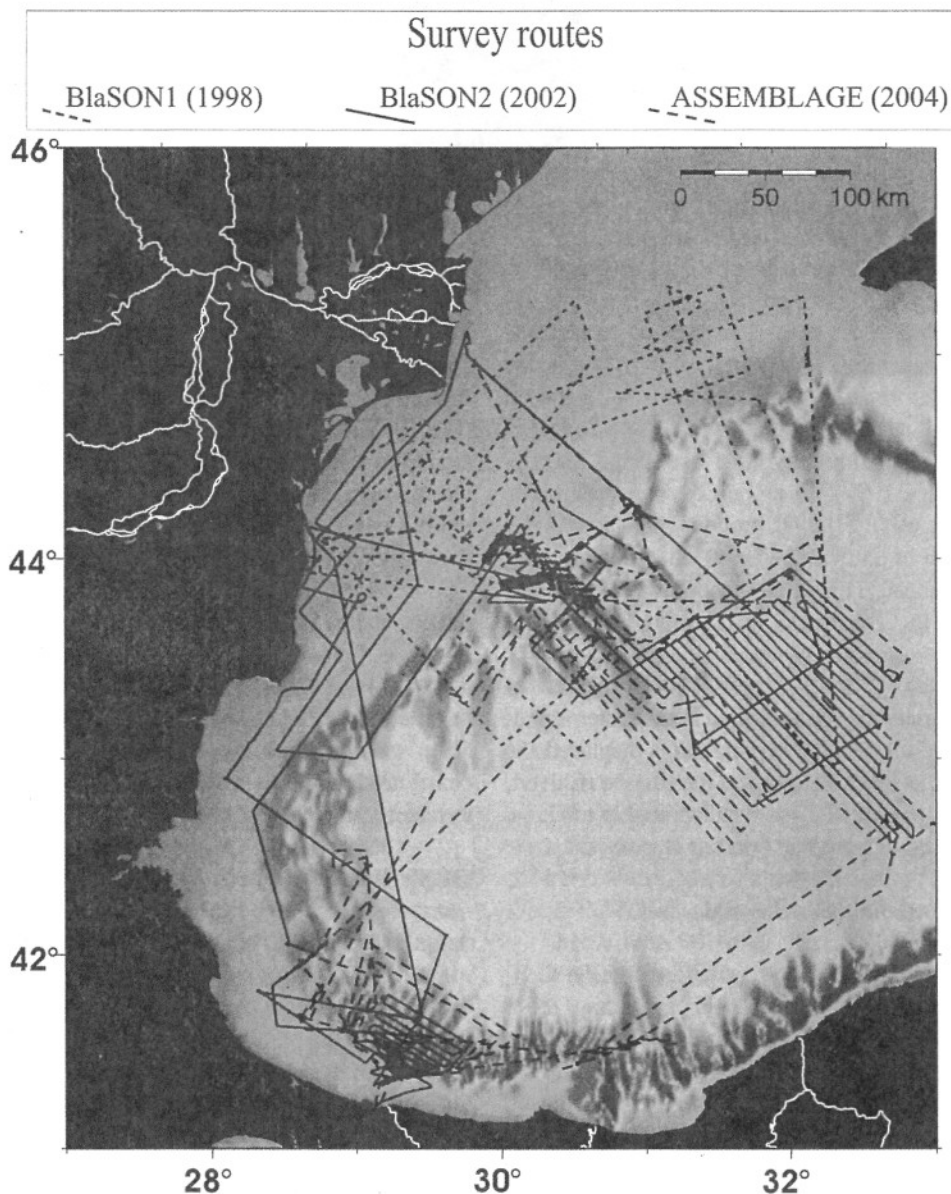 Survey routes
BlaSON1 (1998) BlaSON2 (2002) ASSEMBLAGE (2004)
46°
0 50 100 km
44°
42°
28° 30° 32°